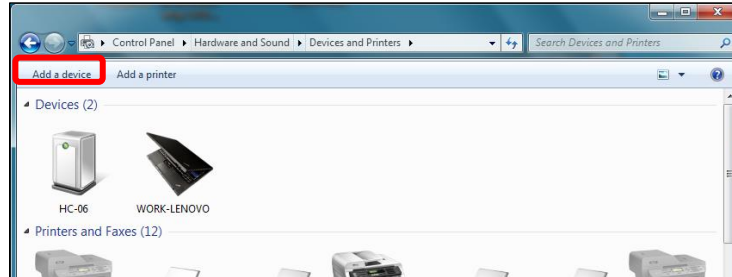 Control Panel Hardware and Sound Devices and Printers Search Devices and Printers
Add a device Add a printer
Devices (2)
HC-06 WORK-LENOVO
Printers and Faxes (12)